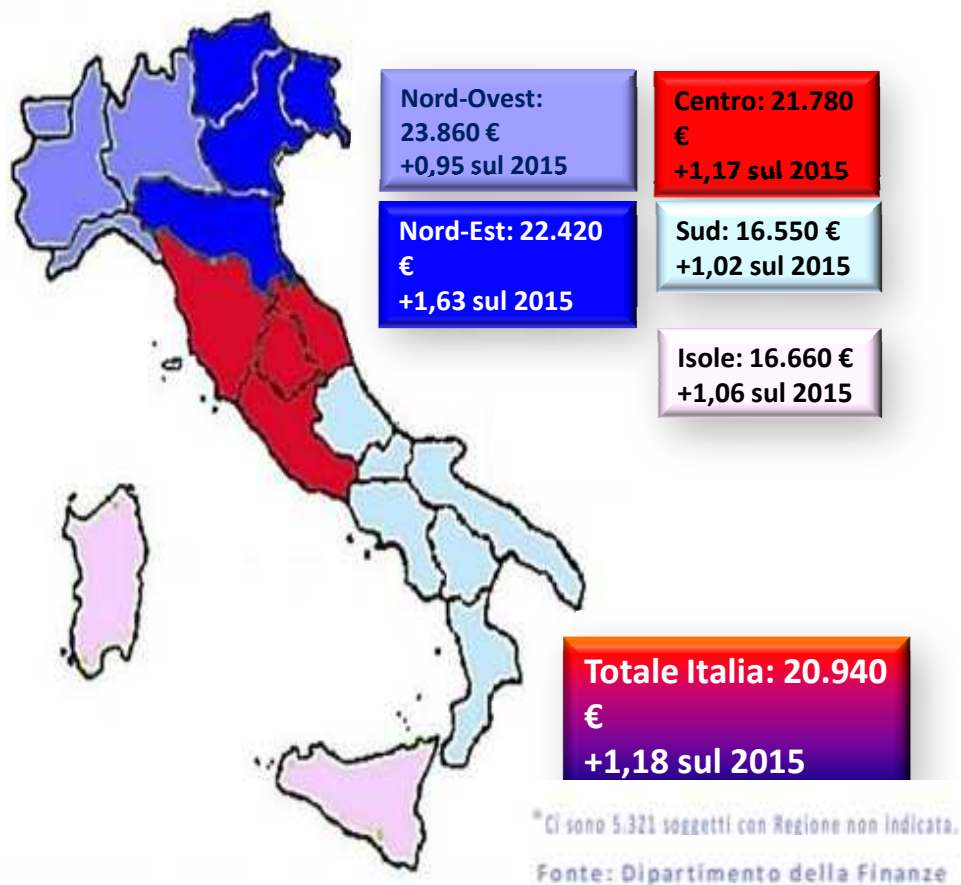 Nord-Ovest:
23.860 €
+0,95 sul 2015
Centro: 21.780
€
+1,17 sul 2015
Nord-Est: 22.420
€
+1,63 sul 2015
Sud: 16.550 €
+1,02 sul 2015
Isole: 16.660 €
+1,06 sul 2015
Totale Italia: 20.940
€
+1,18 sul 2015
*Ci sono 5.321 soggetti con Regione non indicata.
Fonte: Dipartimento della Finanze